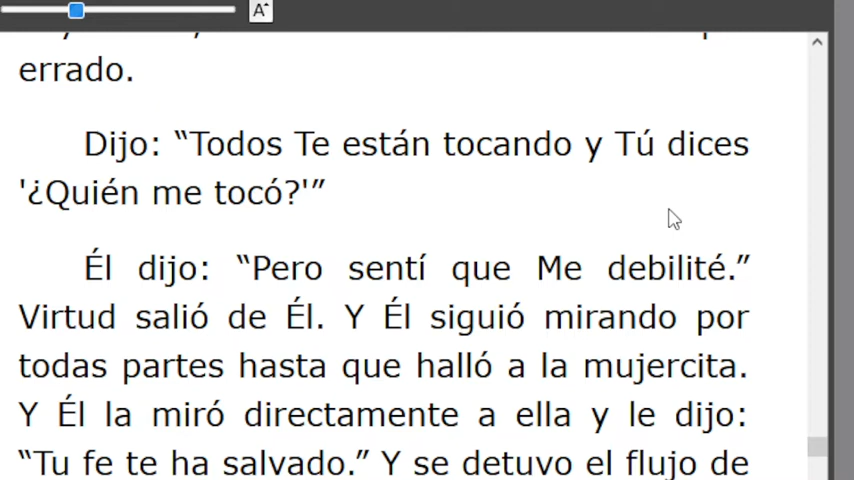 A
errado.
Dijo: “Todos Te están tocando y Tú dices
'¿Quién me tocó?'”
Él dijo: “Pero sentí que Me debilité.”
Virtud salió de Él. Y Él siguió mirando por
todas partes hasta que halló a la mujercita.
Y Él la miró directamente a ella y le dijo:
“Tu fe te ha salvado.” Y se detuvo el flujo de